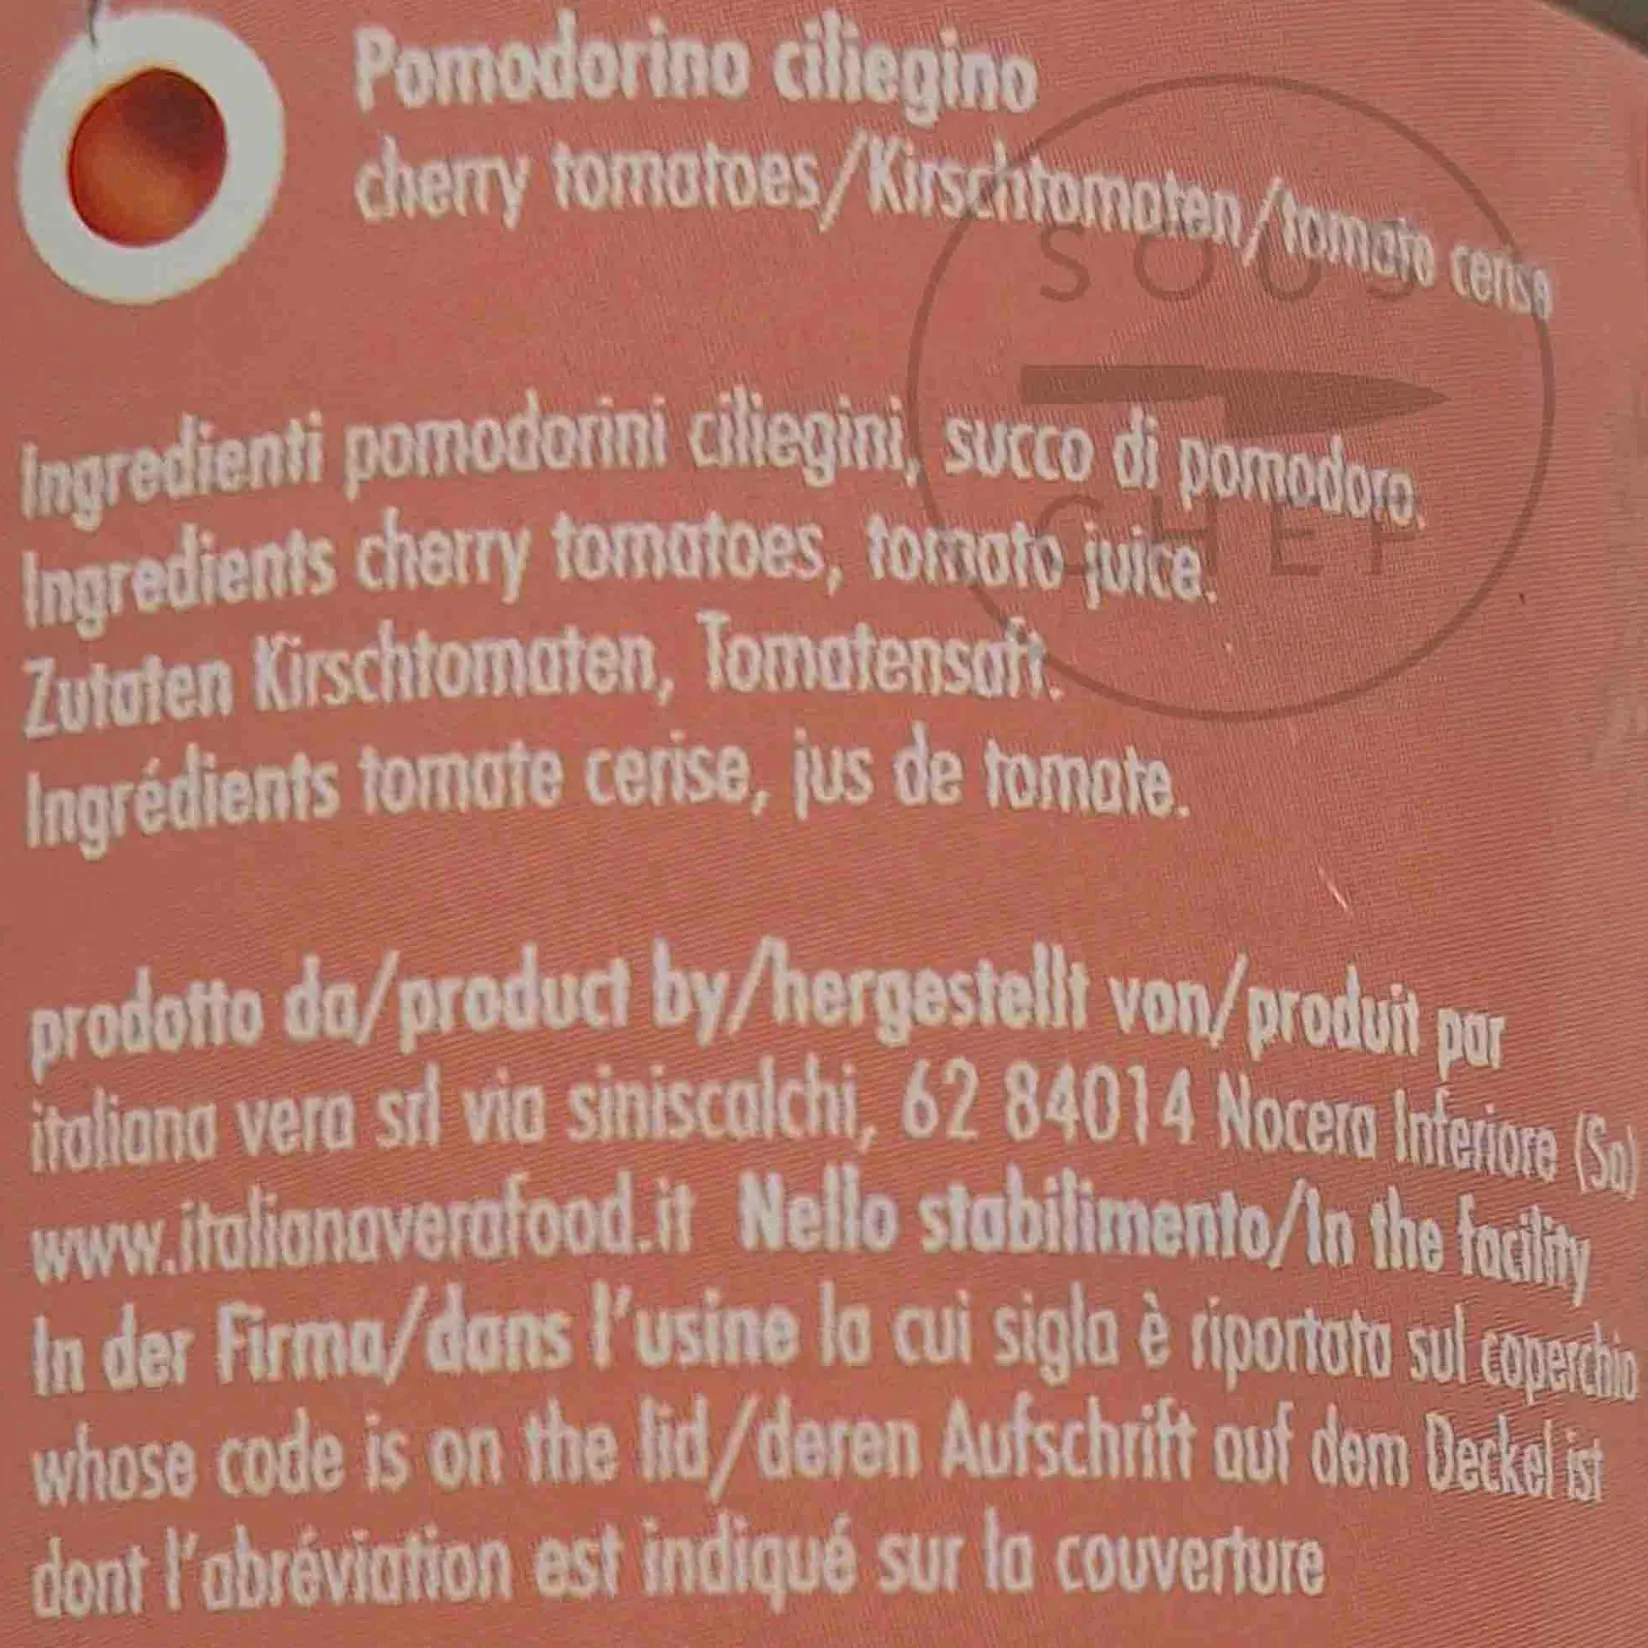 Pomodorino ciliegino
cherry tomatoes/Kirschtomaten/tomate cerise
SOUS
CHEF
Ingredienti pomodorini ciliegini, succo di pomodoro.
Ingredients cherry tomatoes, tomato juice.
Zutaten Kirschtomaten, Tomatensaft.
Ingrédients tomate cerise, jus de tomate.
prodotto da/product by/hergestellt von/produit par
italiana vera srl via siniscalchi, 62 84014 Nocera Inferiore (Sa)
www.italianaverafood.it Nello stabilimento/In the facility
In der Firma/dans l'usine la cui sigla è riportata sul coperchio
whose code is on the lid/deren Aufschrift auf dem Deckel ist
dont l'abréviation est indiqué sur la couverture